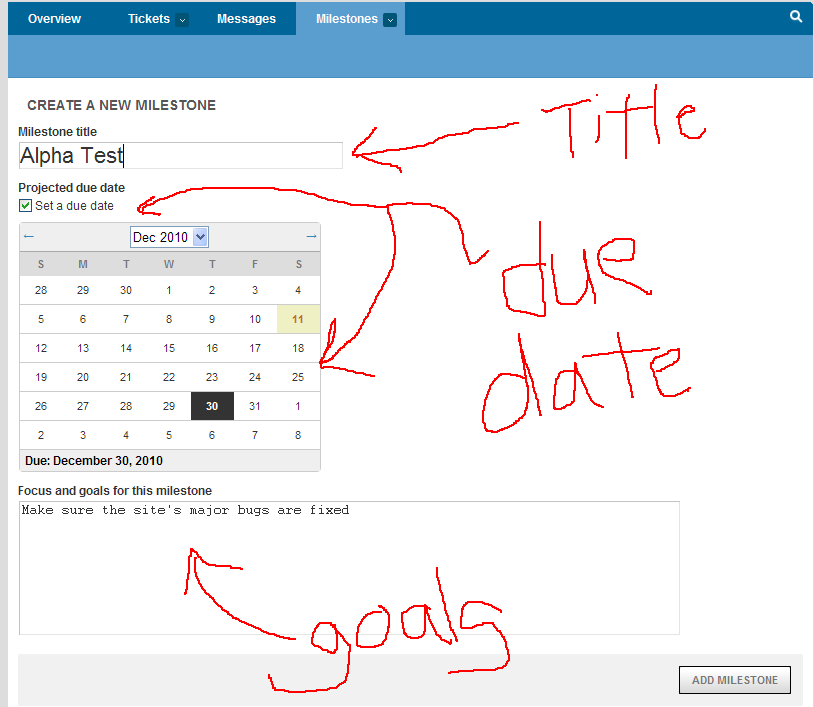 Overview Tickets Messages Milestones
CREATE A NEW MILESTONE
Milestone title
Alpha Test
Title
Projected due date
Set a due date
← Dec 2010 →
S M T W T F S
28 29 30 1 2 3 4
5 6 7 8 9 10 11
12 13 14 15 16 17 18
19 20 21 22 23 24 25
26 27 28 29 30 31 1
2 3 4 5 6 7 8
Due: December 30, 2010
due
date
Focus and goals for this milestone
Make sure the site's major bugs are fixed
goals
ADD MILESTONE